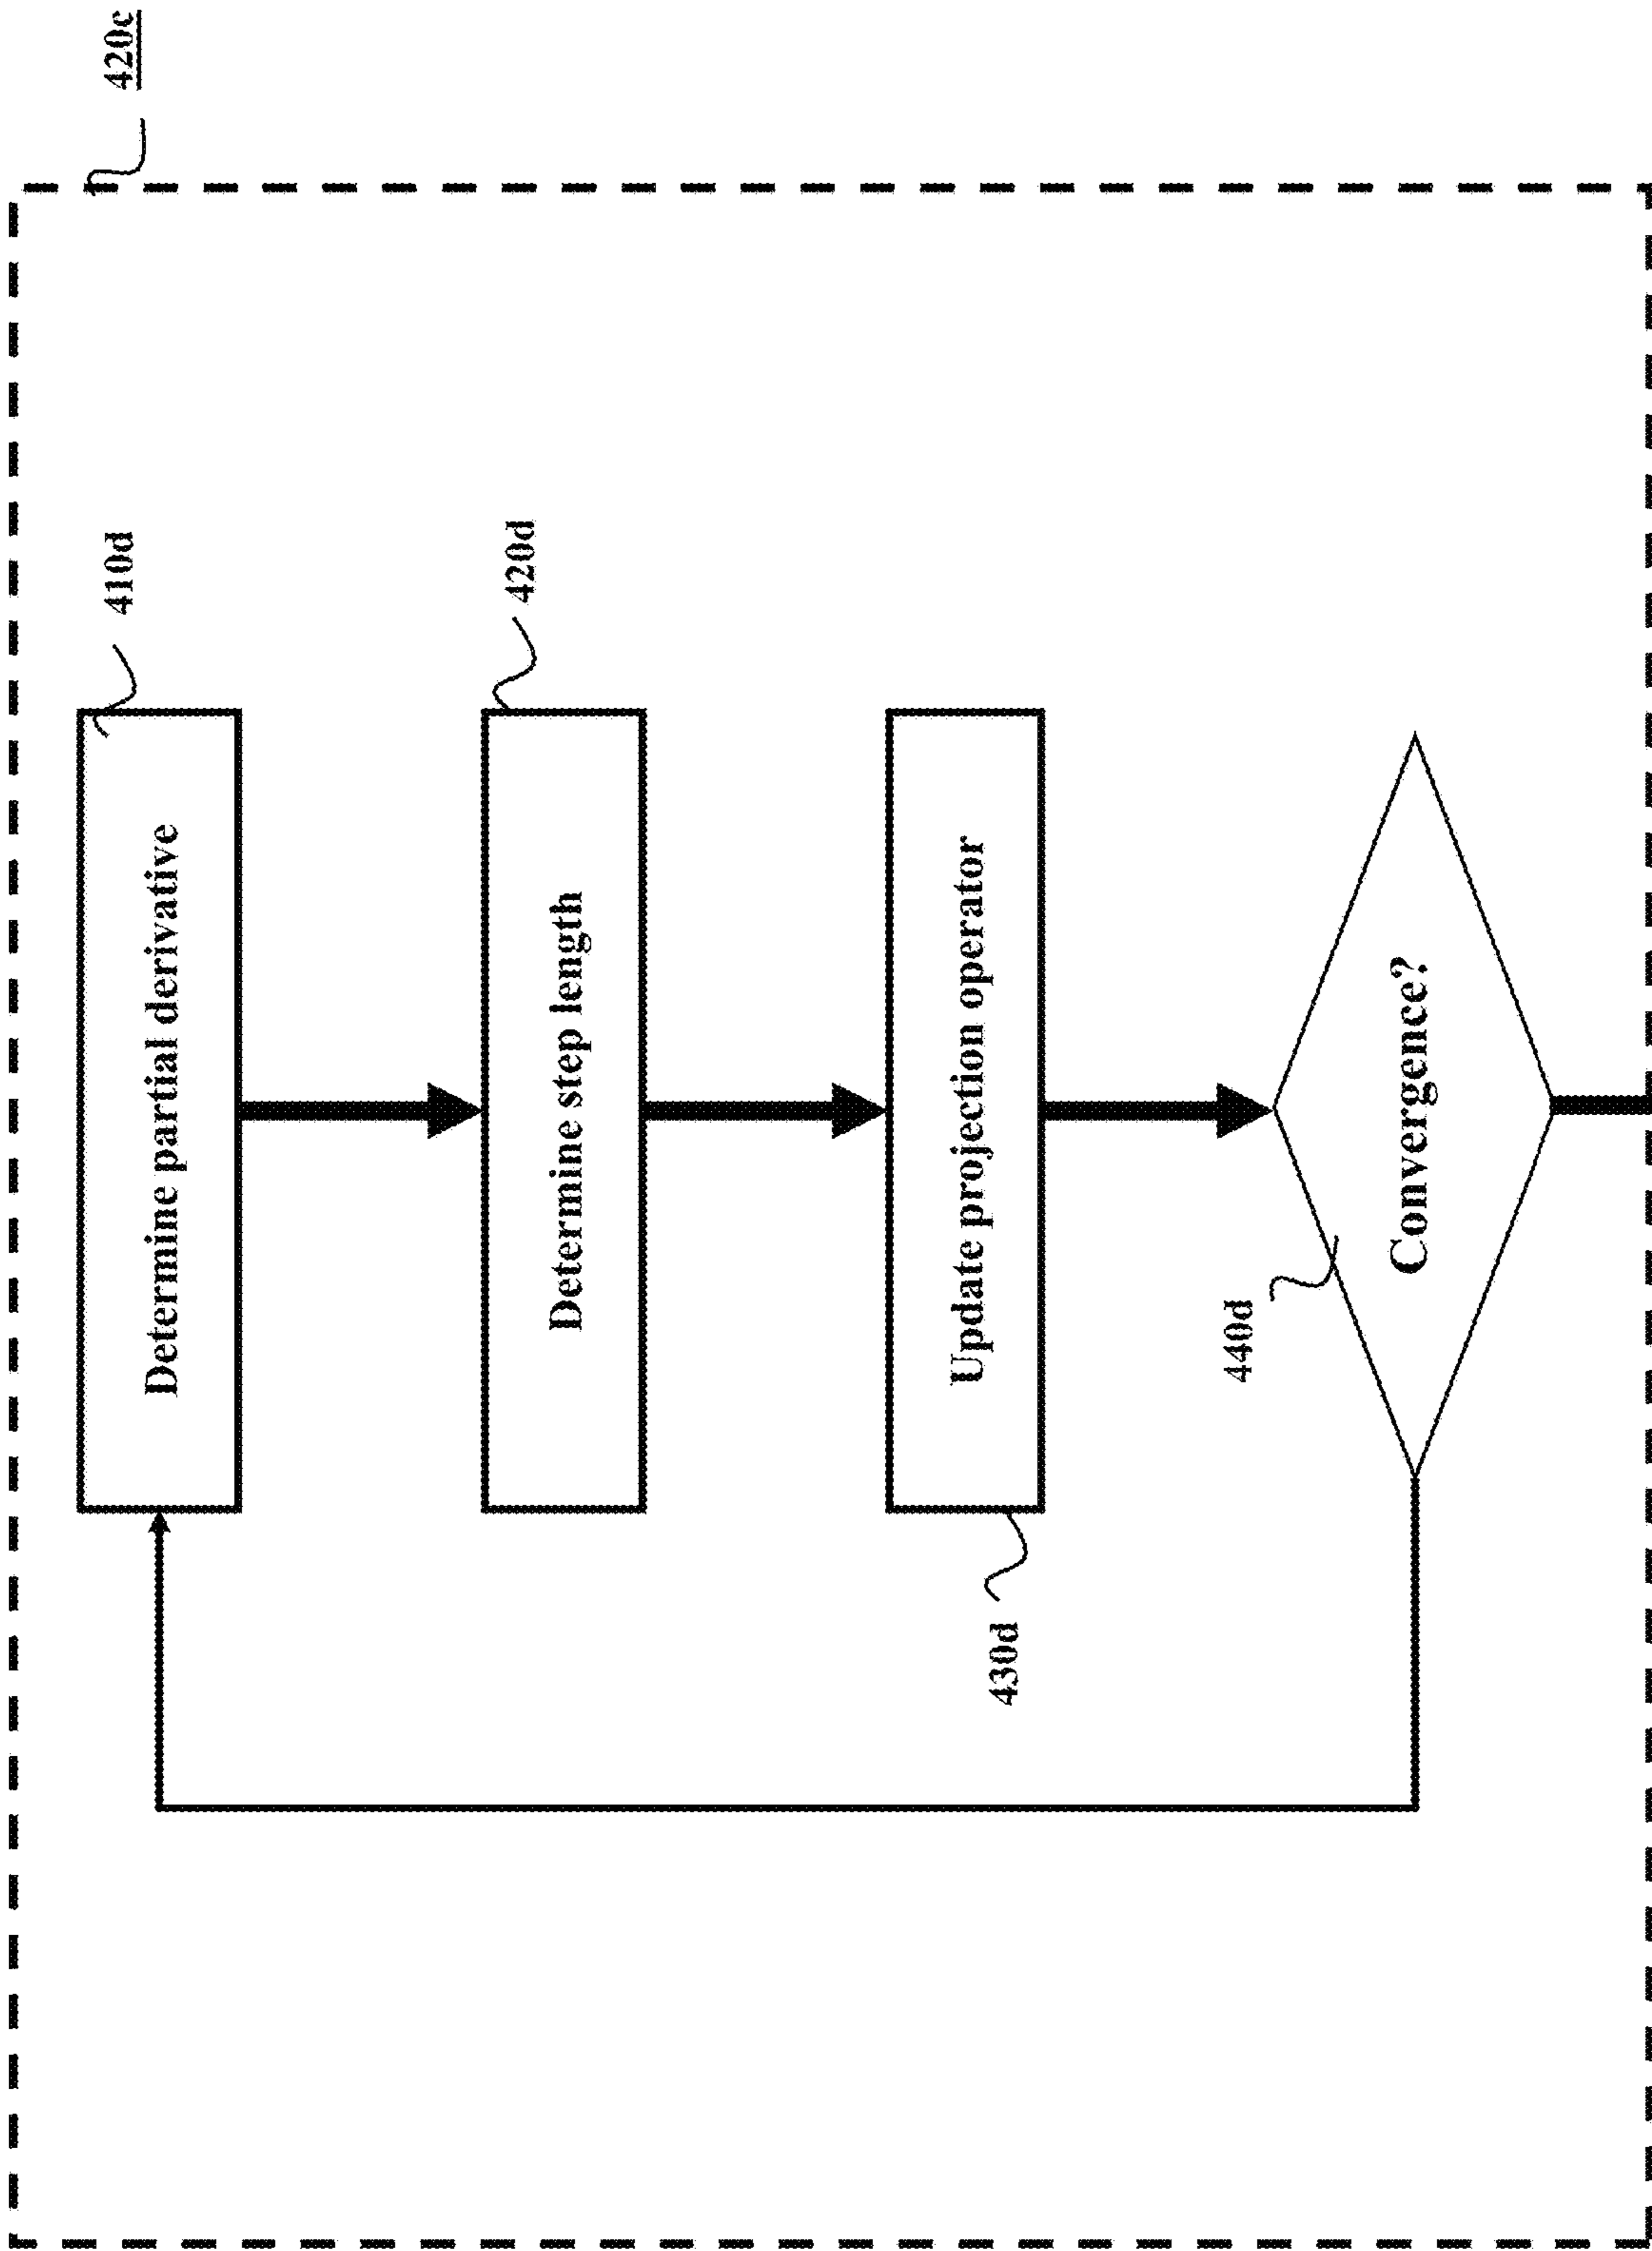 420c
410d
Determine partial derivative
420d
Determine step length
Update projection operator
430d
440d
Convergence?